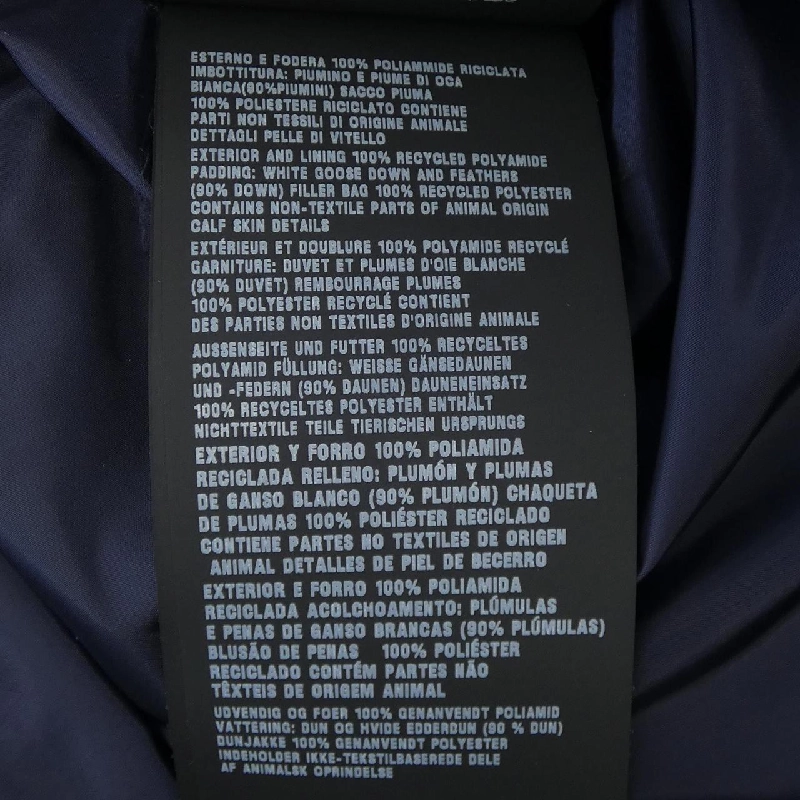 ESTERNO E FODERA 100% POLIAMMIDE RICICLATA
IMBOTTITURA: PIUMINO E PIUME DI OCA
BIANCA(90%PIUMINI) SACCO PIUMA
100% POLIESTERE RICICLATO CONTIENE
PARTI NON TESSILI DI ORIGINE ANIMALE
DETTAGLI PELLE DI VITELLO
EXTERIOR AND LINING 100% RECYCLED POLYAMIDE
PADDING: WHITE GOOSE DOWN AND FEATHERS
(90% DOWN) FILLER BAG 100% RECYCLED POLYESTER
CONTAINS NON-TEXTILE PARTS OF ANIMAL ORIGIN
CALF SKIN DETAILS
EXTÉRIEUR ET DOUBLURE 100% POLYAMIDE RECYCLÉ
GARNITURE: DUVET ET PLUMES D'OIE BLANCHE
(90% DUVET) REMBOURRAGE PLUMES
100% POLYESTER RECYCLÉ CONTIENT
DES PARTIES NON TEXTILES D'ORIGINE ANIMALE
AUSSENSEITE UND FUTTER 100% RECYCELTES
POLYAMID FÜLLUNG: WEISSE GÄNSEDAUNEN
UND -FEDERN (90% DAUNEN) DAUNENEINSATZ
100% RECYCELTES POLYESTER ENTHÄLT
NICHTTEXTILE TEILE TIERISCHEN URSPRUNGS
EXTERIOR Y FORRO 100% POLIAMIDA
RECICLADA RELLENO: PLUMÓN Y PLUMAS
DE GANSO BLANCO (90% PLUMÓN) CHAQUETA
DE PLUMAS 100% POLIÉSTER RECICLADO
CONTIENE PARTES NO TEXTILES DE ORIGEN
ANIMAL DETALLES DE PIEL DE BECERRO
EXTERIOR E FORRO 100% POLIAMIDA
RECICLADA ACOLCHOAMENTO: PLÚMULAS
E PENAS DE GANSO BRANCAS (90% PLÚMULAS)
BLUSÃO DE PENAS 100% POLIÉSTER
RECICLADO CONTÉM PARTES NÃO
TÊXTEIS DE ORIGEM ANIMAL
UDVENDIG OG FOER 100% GENANVENDT POLIAMID
VATTERING: DUN OG HVIDE EDDERDUN (90 % DUN)
DUNJAKKE 100% GENANVENDT POLYESTER
INDEHOLDER IKKE-TEKSTILBASEREDE DELE
AF ANIMALSK OPRINDELSE